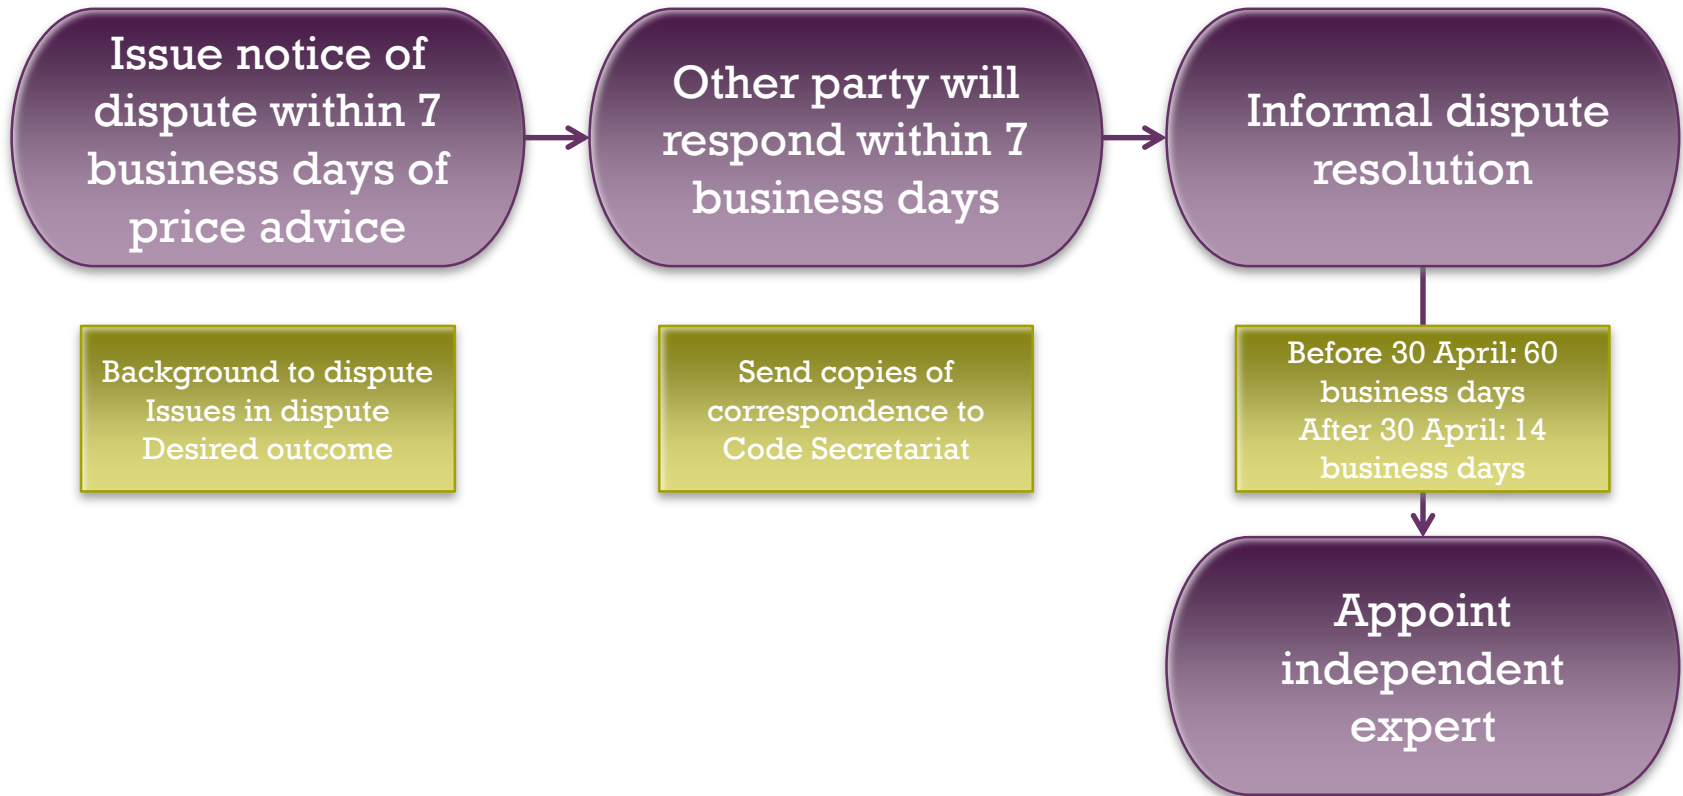 Issue notice of
dispute within 7
business days of
price advice
Other party will
respond within 7
business days
Informal dispute
resolution
Background to dispute
Issues in dispute
Desired outcome
Send copies of
correspondence to
Code Secretariat
Before 30 April: 60
business days
After 30 April: 14
business days
Appoint
independent
expert